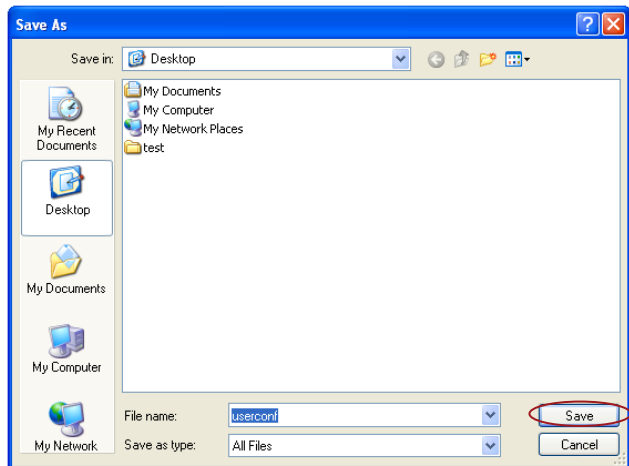 Save As
Save in:
Desktop
My Recent
Documents
Desktop
My Documents
My Computer
My Network
My Documents
My Computer
My Network Places
test
File name:
userconf
Save
Save as type:
All Files
Cancel